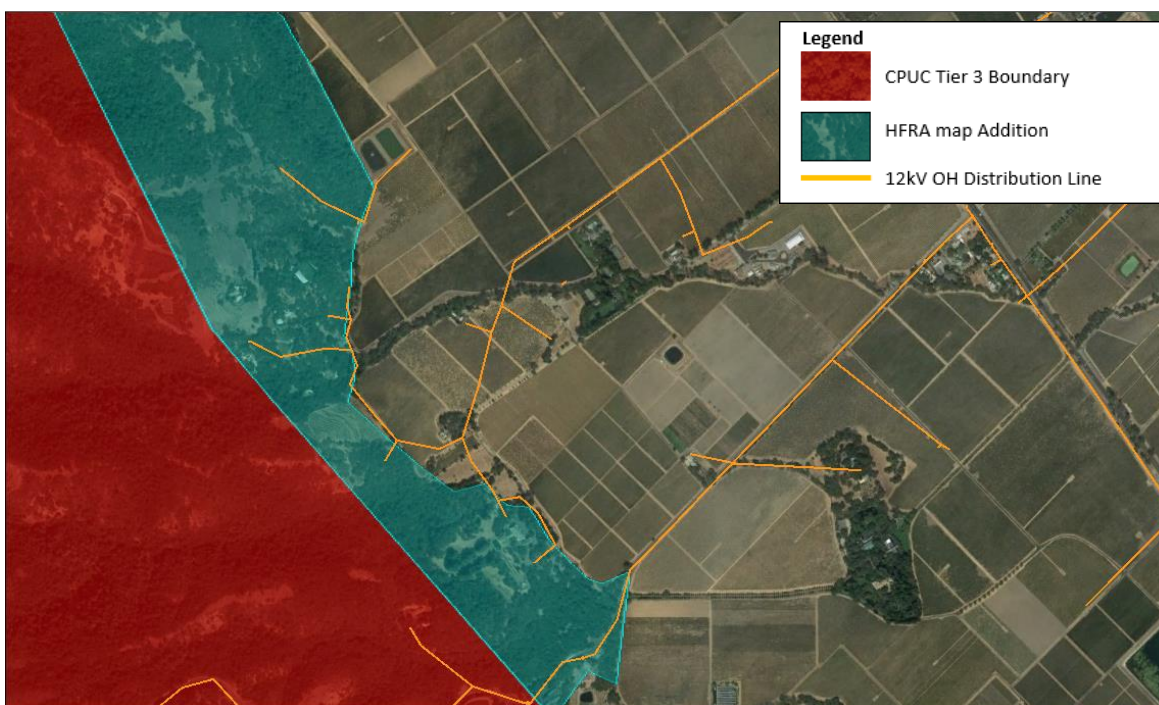 Legend
CPUC Tier 3 Boundary
HFRA map Addition
12kV OH Distribution Line